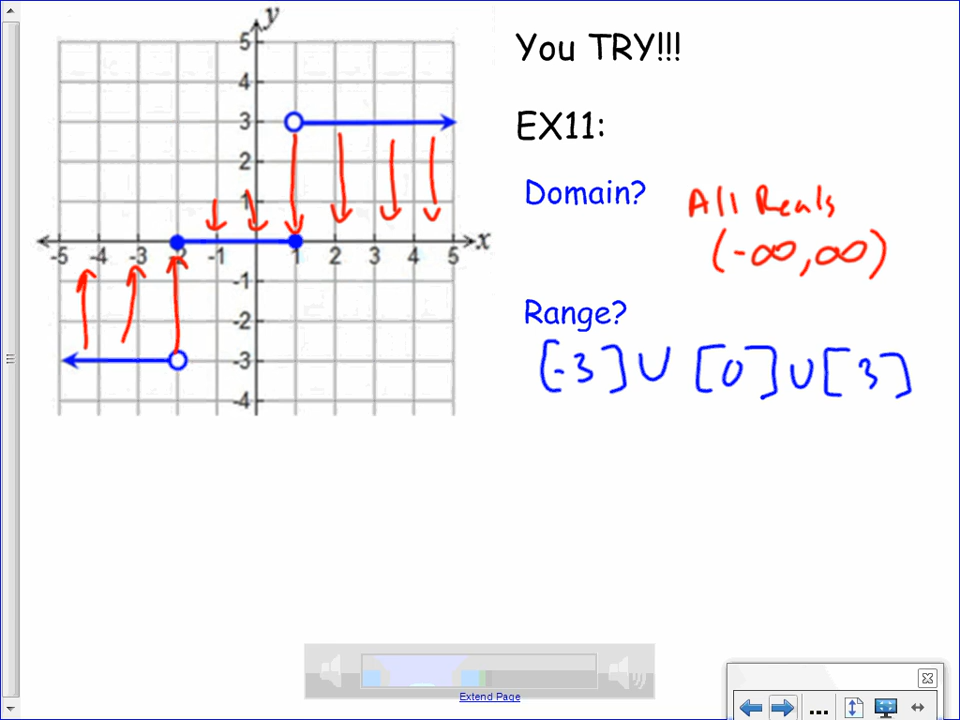 y
You TRY!!!
5
4
3
EX11:
2
Domain? All Reals
1
(-∞,∞)
-5 -4 -3 -2 -1 1 2 3 4 5 x
-1
-2
Range?
-3
[-3] ∪ [0] ∪ [3]
-4
Extend Page
...